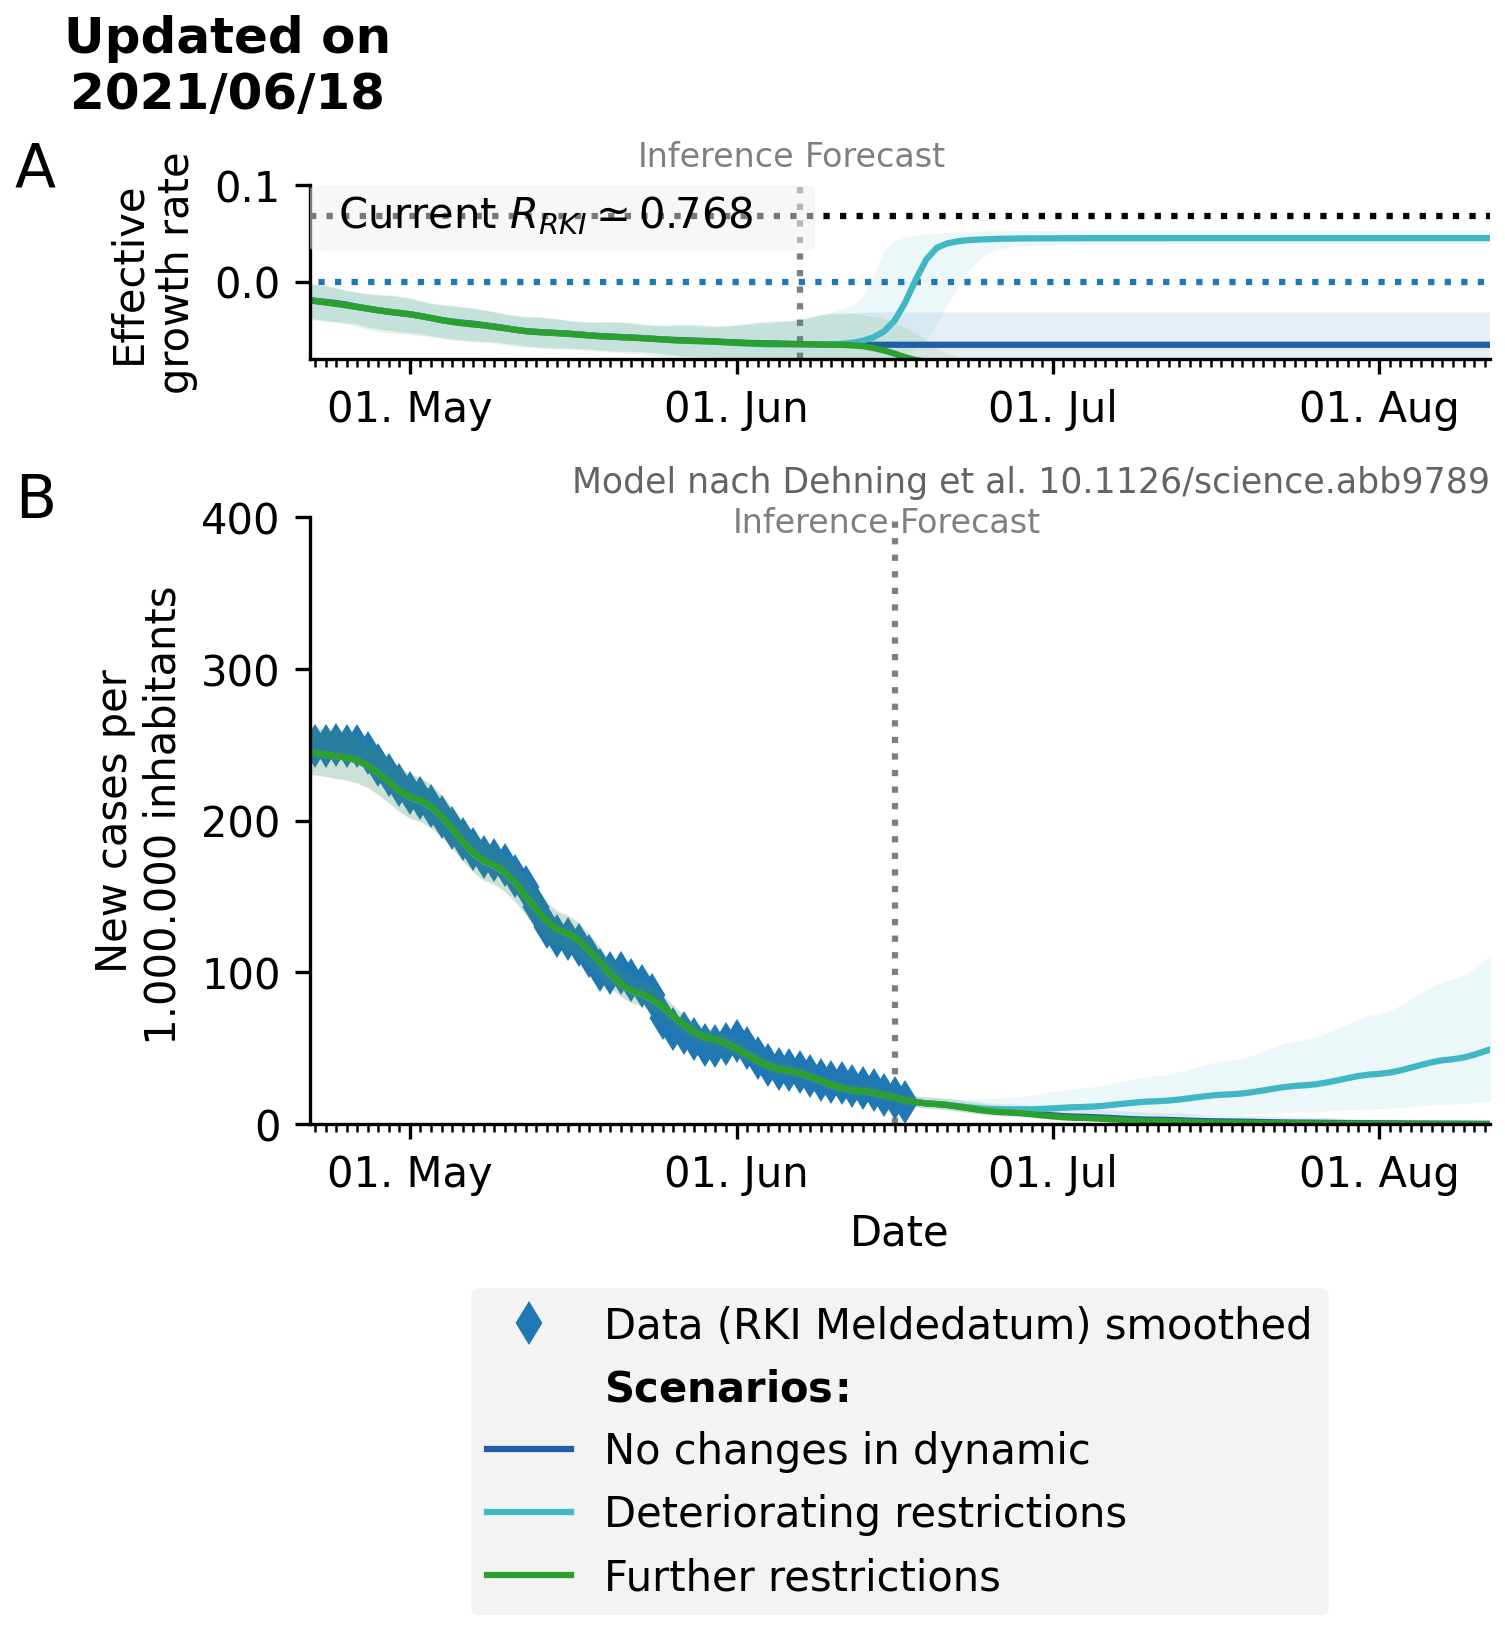 Updated on
2021/06/18
A
Inference Forecast
Effective
growth rate
0.1
0.0
Current R_RKI ≃ 0.768
01. May
01. Jun
01. Jul
01. Aug
B
Model nach Dehning et al. 10.1126/science.abb9789
Inference Forecast
New cases per
1.000.000 inhabitants
400
300
200
100
0
01. May
01. Jun
01. Jul
01. Aug
Date
Data (RKI Meldedatum) smoothed
Scenarios:
No changes in dynamic
Deteriorating restrictions
Further restrictions